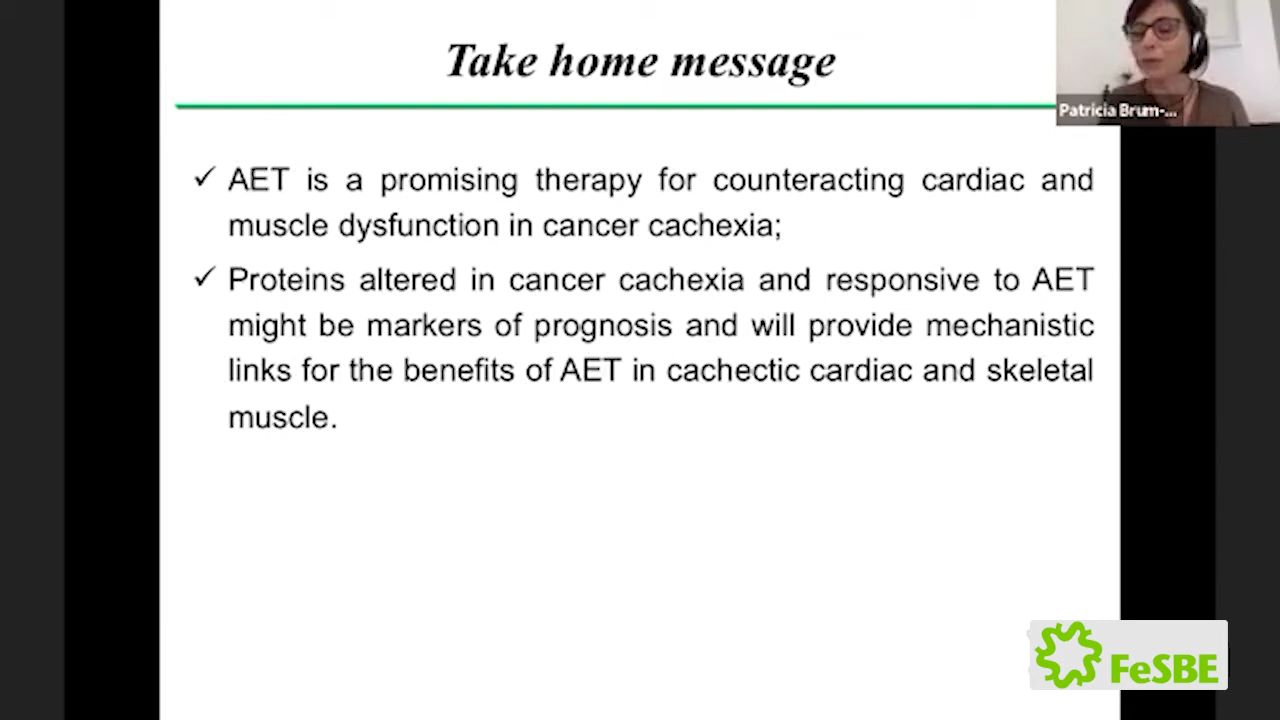 Take home message
Patricia Brum-...
✓ AET is a promising therapy for counteracting cardiac and
muscle dysfunction in cancer cachexia;
✓ Proteins altered in cancer cachexia and responsive to AET
might be markers of prognosis and will provide mechanistic
links for the benefits of AET in cachectic cardiac and skeletal
muscle.
FeSBE